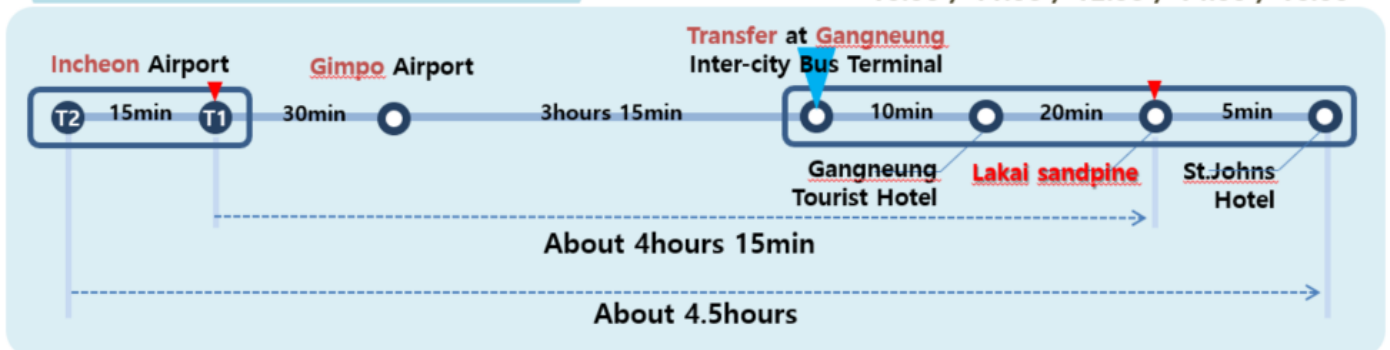 Incheon Airport
Gimpo Airport
Transfer at Gangneung
Inter-city Bus Terminal
T2 15min T1 30min 3hours 15min 10min 20min 5min
Gangneung
Tourist Hotel
Lakai sandpine
St.Johns
Hotel
About 4hours 15min
About 4.5hours